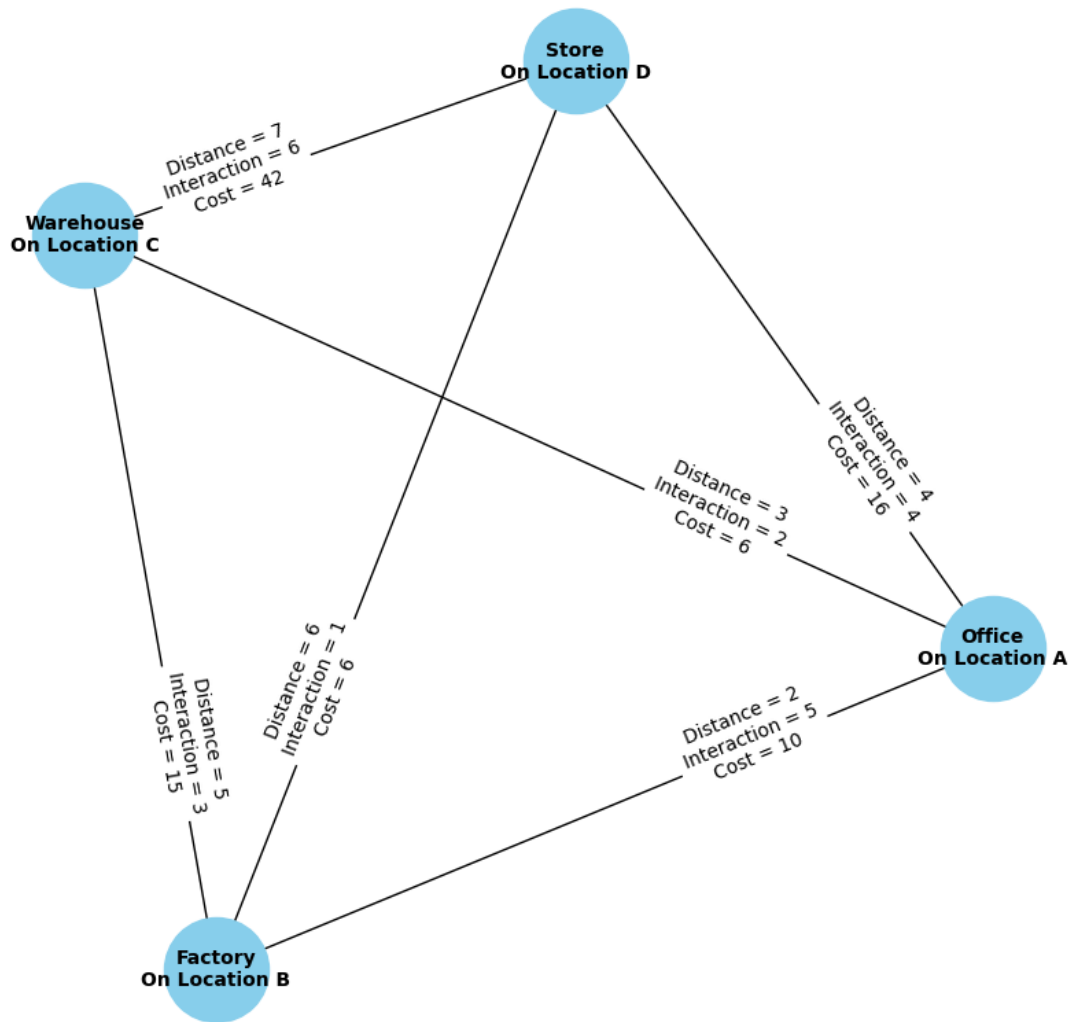 Store
On Location D
Distance = 7
Interaction = 6
Cost = 42
Warehouse
On Location C
Distance = 4
Interaction = 4
Cost = 16
Distance = 3
Interaction = 2
Cost = 6
Office
On Location A
Distance = 6
Interaction = 1
Cost = 6
Distance = 5
Interaction = 3
Cost = 15
Distance = 2
Interaction = 5
Cost = 10
Factory
On Location B